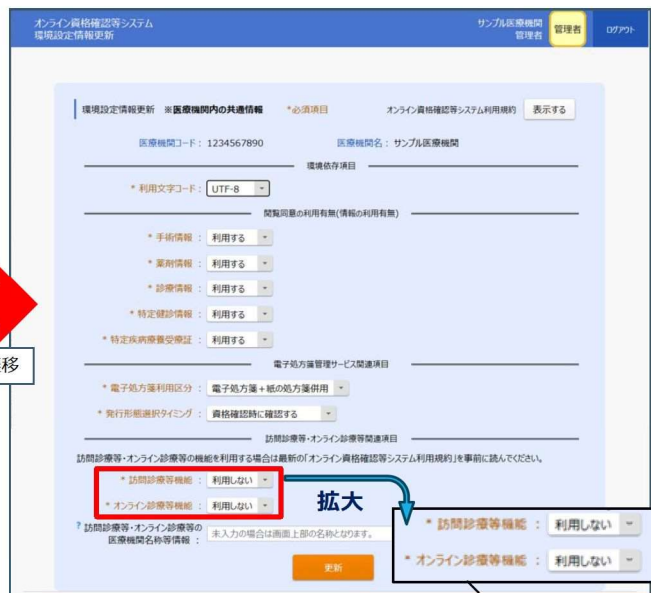 オンライン資格確認等システム
環境設定情報更新
サンプル医療機関
管理者
管理者
ログアウト
環境設定情報更新 ※医療機関内の共通情報 *必須項目 オンライン資格確認等システム利用規約 表示する
医療機関コード： 1234567890 医療機関名： サンプル医療機関
環境依存項目
* 利用文字コード： UTF-8
閲覧同意の利用有無(情報の利用有無)
* 手術情報 ： 利用する
* 薬剤情報 ： 利用する
* 診療情報 ： 利用する
* 特定健診情報 ： 利用する
* 特定疾病療養受療証 ： 利用する
移
電子処方箋管理サービス関連項目
* 電子処方箋利用区分 ： 電子処方箋+紙の処方箋併用
* 発行形態選択タイミング ： 資格確認時に確認する
訪問診療等・オンライン診療等関連項目
訪問診療等・オンライン診療等の機能を利用する場合は最新の「オンライン資格確認等システム利用規約」を事前に読んでください。
* 訪問診療等機能 ： 利用しない
* オンライン診療等機能 ： 利用しない
拡大
? 訪問診療等・オンライン診療等の
医療機関名称等情報 ： 未入力の場合は画面上部の名称となります。
更新
* 訪問診療等機能 ： 利用しない
* オンライン診療等機能 ： 利用しない